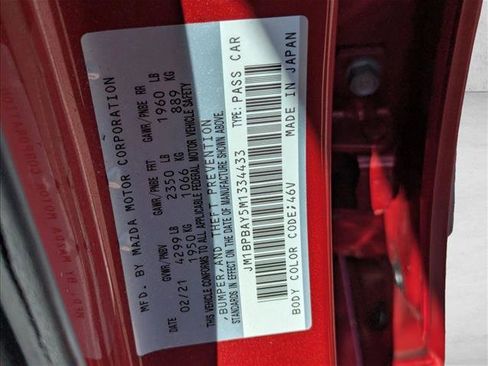 MFD. BY MAZDA MOTOR CORPORATION
DATE GVWR/PNBV GAWR/PNBE FRT GAWR/PNBE RR
02/21 4299 LB 2350 LB 1960 LB
1950 KG 1066 KG 889 KG
THIS VEHICLE CONFORMS TO ALL APPLICABLE FEDERAL MOTOR VEHICLE SAFETY
,BUMPER,AND THEFT PREVENTION
STANDARDS IN EFFECT ON THE DATE OF MANUFACTURE SHOWN ABOVE.
JM1BPBAY5M1334433 TYPE: PASS CAR
BODY COLOR CODE;46V MADE IN JAPAN